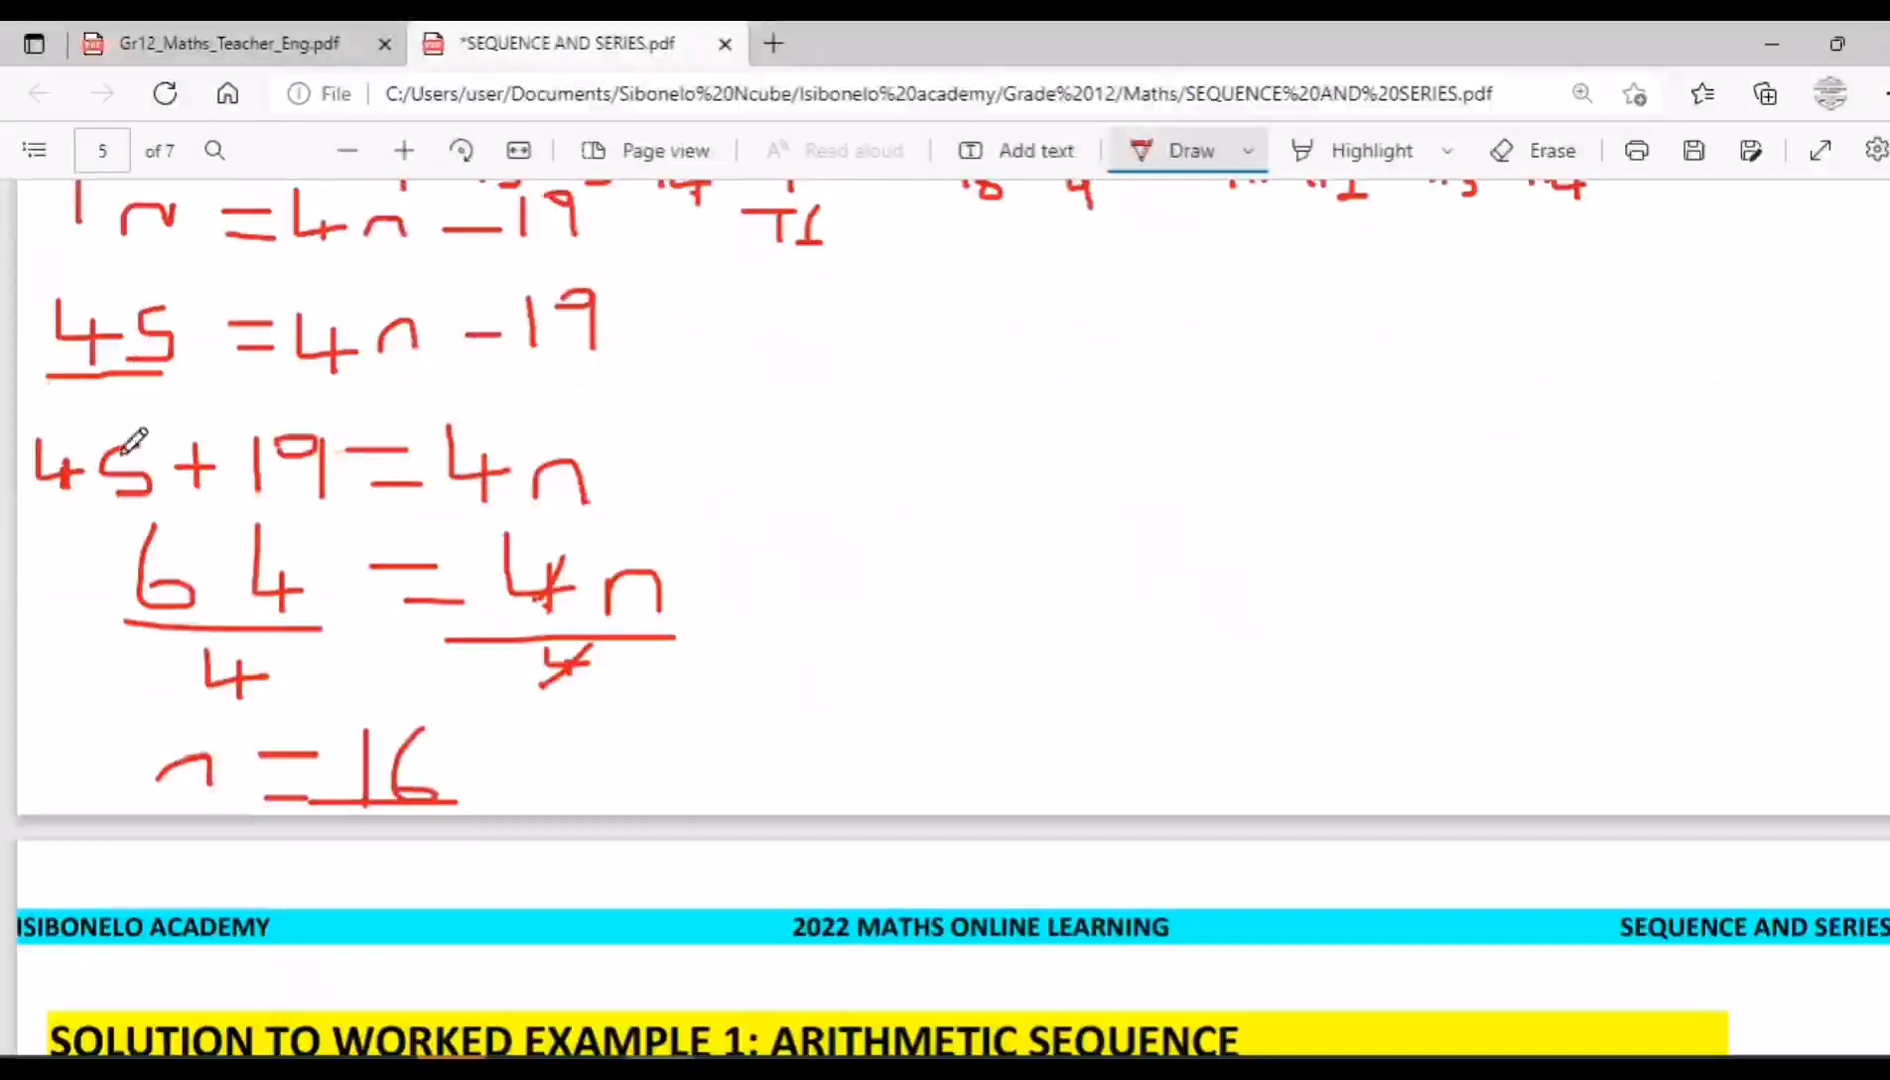 Gr12_Maths_Teacher_Eng.pdf
*SEQUENCE AND SERIES.pdf
File
C:/Users/user/Documents/Sibonelo%20Ncube/Isibonelo%20academy/Grade%2012/Maths/SEQUENCE%20AND%20SERIES.pdf
5 of 7
Page view
Read aloud
Add text
Draw
Highlight
Erase
Tn = 4n - 19
T1
45 = 4n - 19
45 + 19 = 4n
64 = 4n
4 4
n = 16
ISIBONELO ACADEMY
2022 MATHS ONLINE LEARNING
SEQUENCE AND SERIES
SOLUTION TO WORKED EXAMPLE 1: ARITHMETIC SEQUENCE